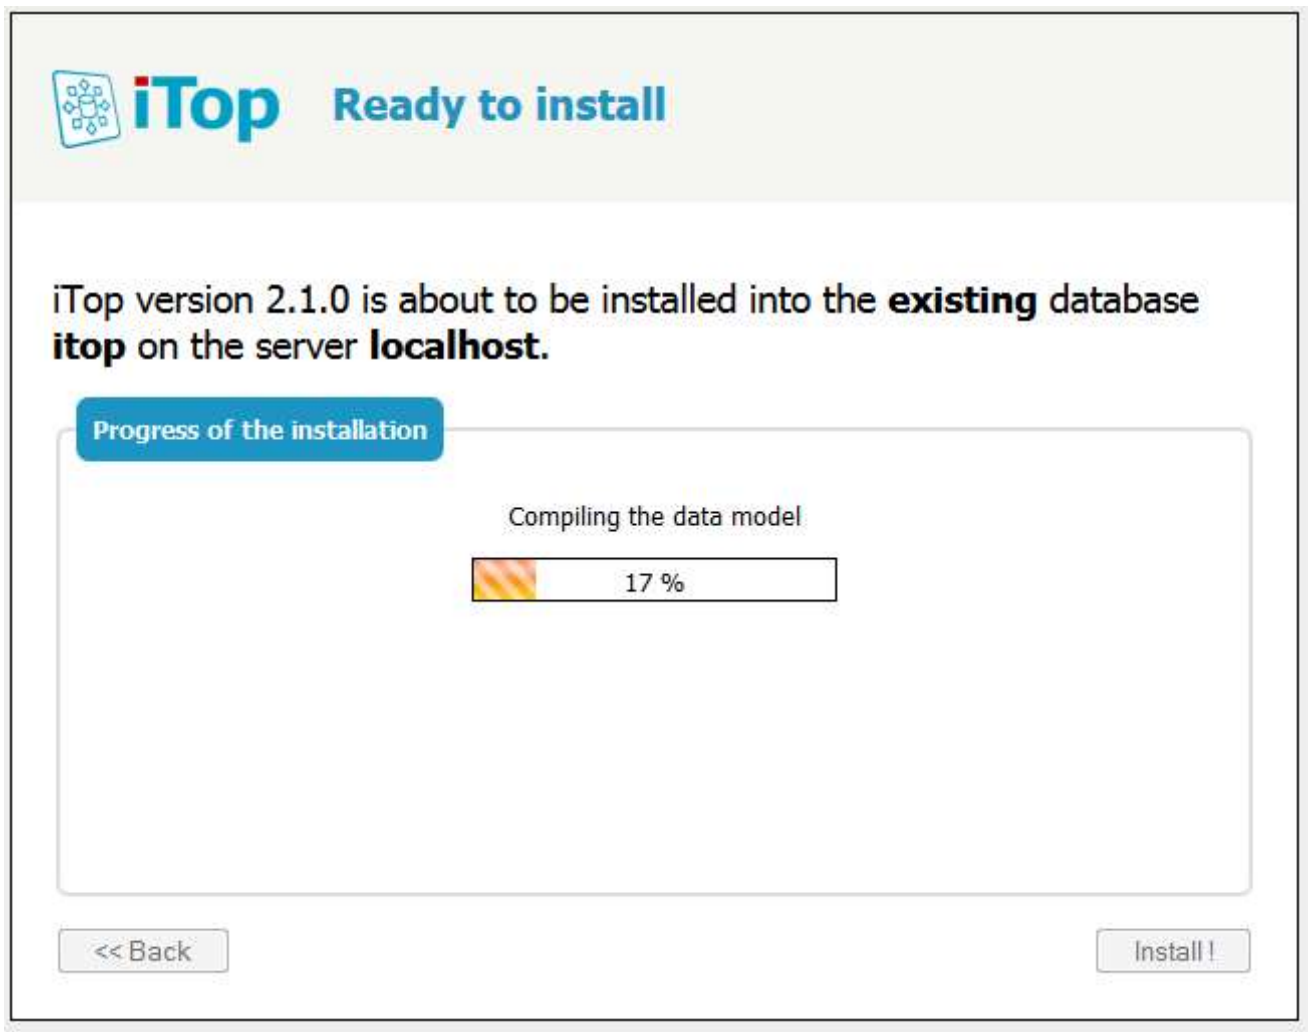 iTop Ready to install
iTop version 2.1.0 is about to be installed into the existing database
itop on the server localhost.
Progress of the installation
Compiling the data model
17 %
<< Back
Install !